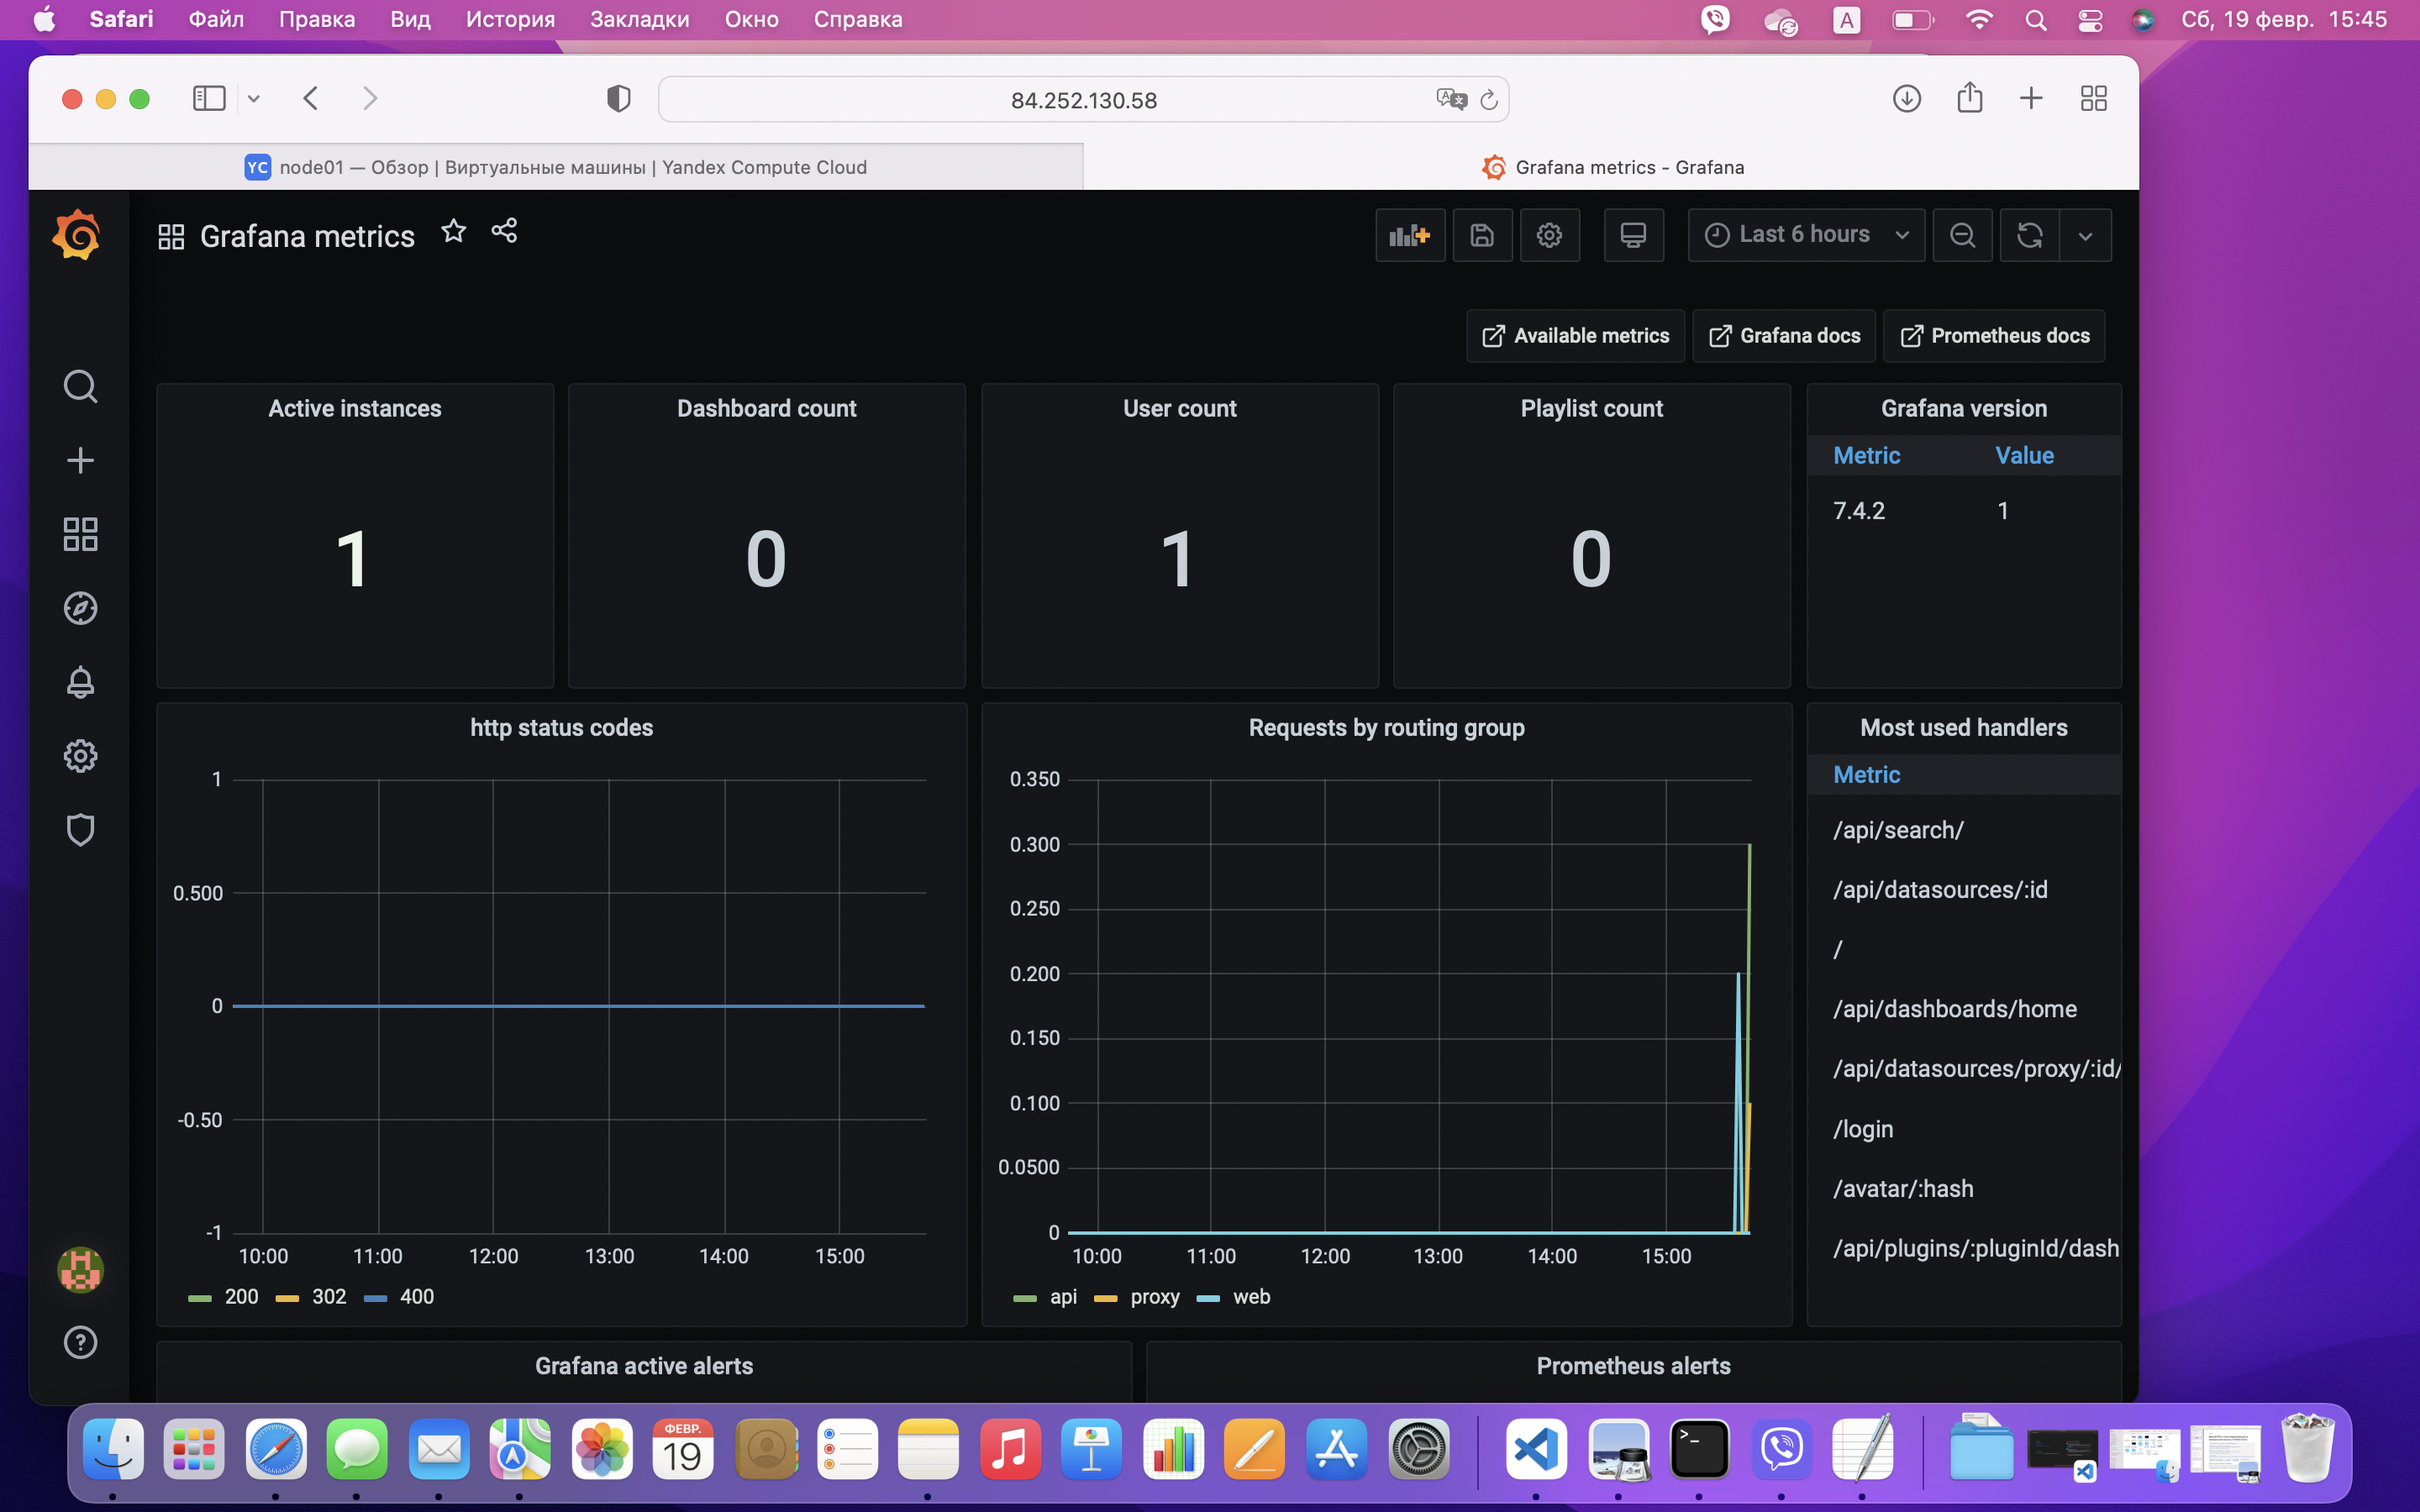 Safari Файл Правка Вид История Закладки Окно Справка A Сб, 19 февр. 15:45
84.252.130.58
YC node01 — Обзор | Виртуальные машины | Yandex Compute Cloud
Grafana metrics - Grafana
Grafana metrics
Last 6 hours
Available metrics Grafana docs Prometheus docs
Active instances
1
Dashboard count
0
User count
1
Playlist count
0
Grafana version
Metric Value
7.4.2 1
http status codes
1
0.500
0
-0.50
-1
10:00 11:00 12:00 13:00 14:00 15:00
200 302 400
Requests by routing group
0.350
0.300
0.250
0.200
0.150
0.100
0.0500
0
10:00 11:00 12:00 13:00 14:00 15:00
api proxy web
Most used handlers
Metric
/api/search/
/api/datasources/:id
/
/api/dashboards/home
/api/datasources/proxy/:id/
/login
/avatar/:hash
/api/plugins/:pluginId/dash
Grafana active alerts
Prometheus alerts
ФЕВР.
19